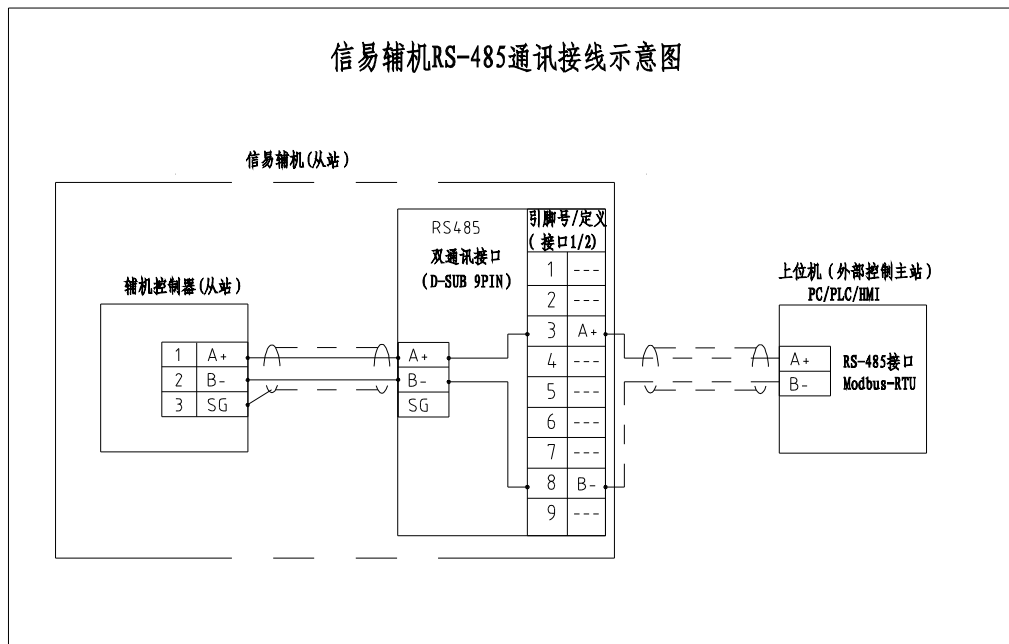 信易辅机RS-485通讯接线示意图
信易辅机(从站)
辅机控制器(从站)
1 A+
2 B-
3 SG
RS485
双通讯接口
(D-SUB 9PIN)
A+
B-
SG
引脚号/定义
(接口1/2)
1 ---
2 ---
3 A+
4 ---
5 ---
6 ---
7 ---
8 B-
9 ---
上位机(外部控制主站)
PC/PLC/HMI
A+
B-
RS-485接口
Modbus-RTU